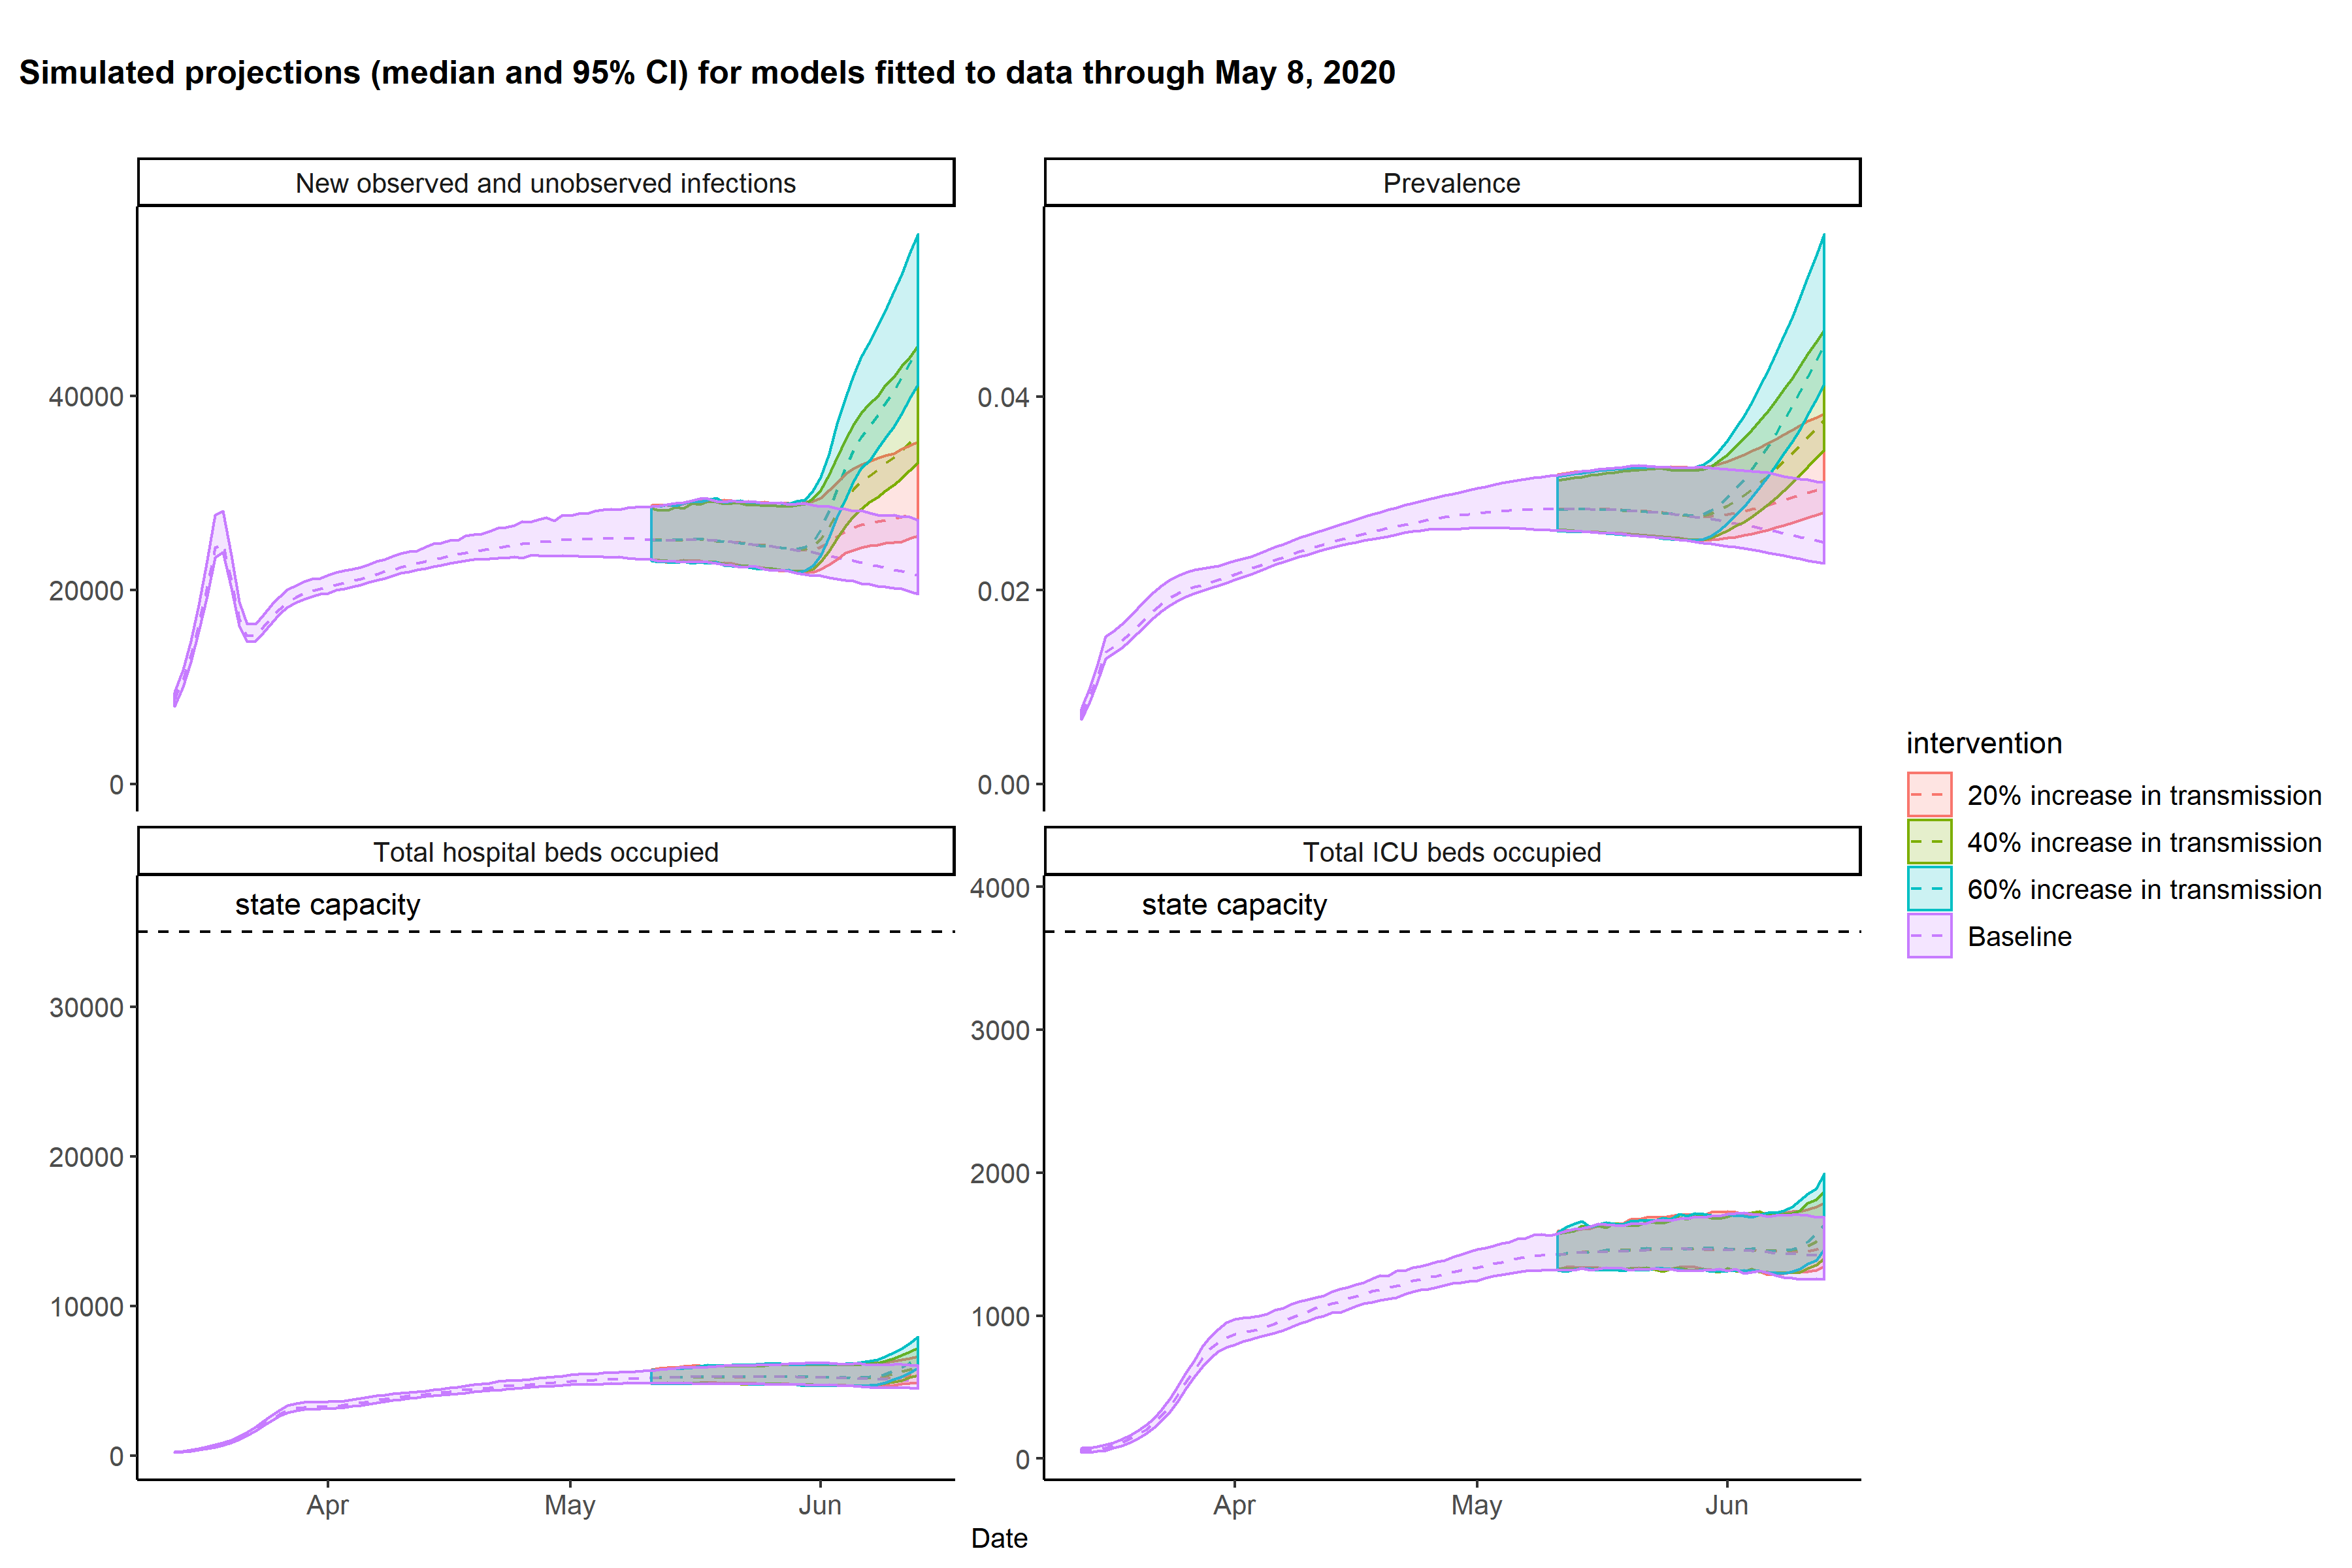 Simulated projections (median and 95% CI) for models fitted to data through May 8, 2020
New observed and unobserved infections
Prevalence
40000
20000
0
0.04
0.02
0.00
Total hospital beds occupied
Total ICU beds occupied
state capacity
30000
20000
10000
0
state capacity
4000
3000
2000
1000
0
Apr
May
Jun
Apr
May
Jun
Date
intervention
20% increase in transmission
40% increase in transmission
60% increase in transmission
Baseline